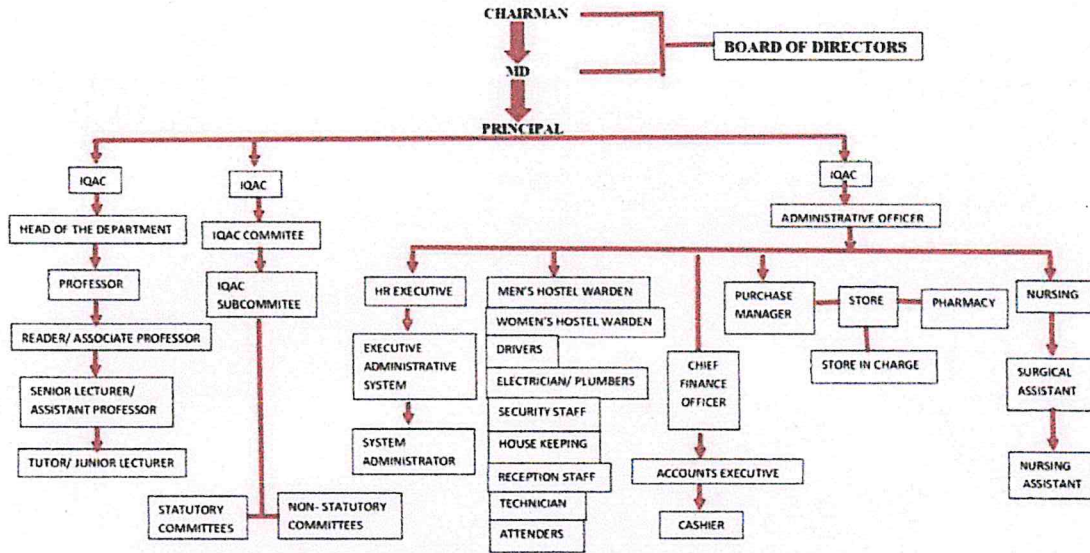 CHAIRMAN
BOARD OF DIRECTORS
MD
PRINCIPAL
IQAC
IQAC
IQAC
HEAD OF THE DEPARTMENT
IQAC COMMITEE
ADMINISTRATIVE OFFICER
PROFESSOR
IQAC
SUBCOMMITEE
HR EXECUTIVE
MEN'S HOSTEL WARDEN
PURCHASE
MANAGER
STORE
PHARMACY
NURSING
READER/ ASSOCIATE PROFESSOR
WOMEN'S HOSTEL WARDEN
EXECUTIVE
ADMINISTRATIVE
SYSTEM
DRIVERS
CHIEF
FINANCE
OFFICER
STORE IN CHARGE
SURGICAL
ASSISTANT
SENIOR LECTURER/
ASSISTANT PROFESSOR
ELECTRICIAN/ PLUMBERS
SECURITY STAFF
SYSTEM
ADMINISTRATOR
HOUSE KEEPING
TUTOR/ JUNIOR LECTURER
RECEPTION STAFF
ACCOUNTS EXECUTIVE
NURSING
ASSISTANT
STATUTORY
COMMITTEES
NON- STATUTORY
COMMITTEES
TECHNICIAN
CASHIER
ATTENDERS